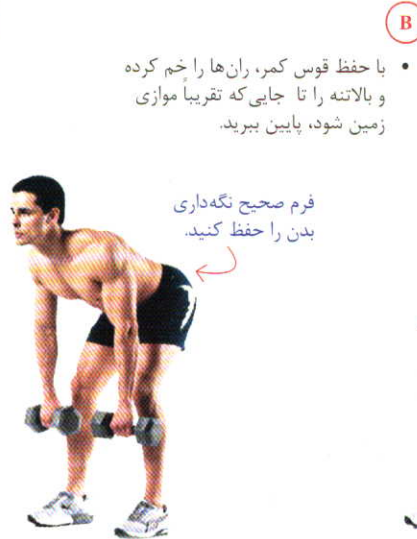 B
• با حفظ قوس کمر، ران‌ها را خم کرده
و بالاتنه را تا جایی‌که تقریباً موازی
زمین شود، پایین ببرید.
فرم صحیح نگه‌داری
بدن را حفظ کنید.